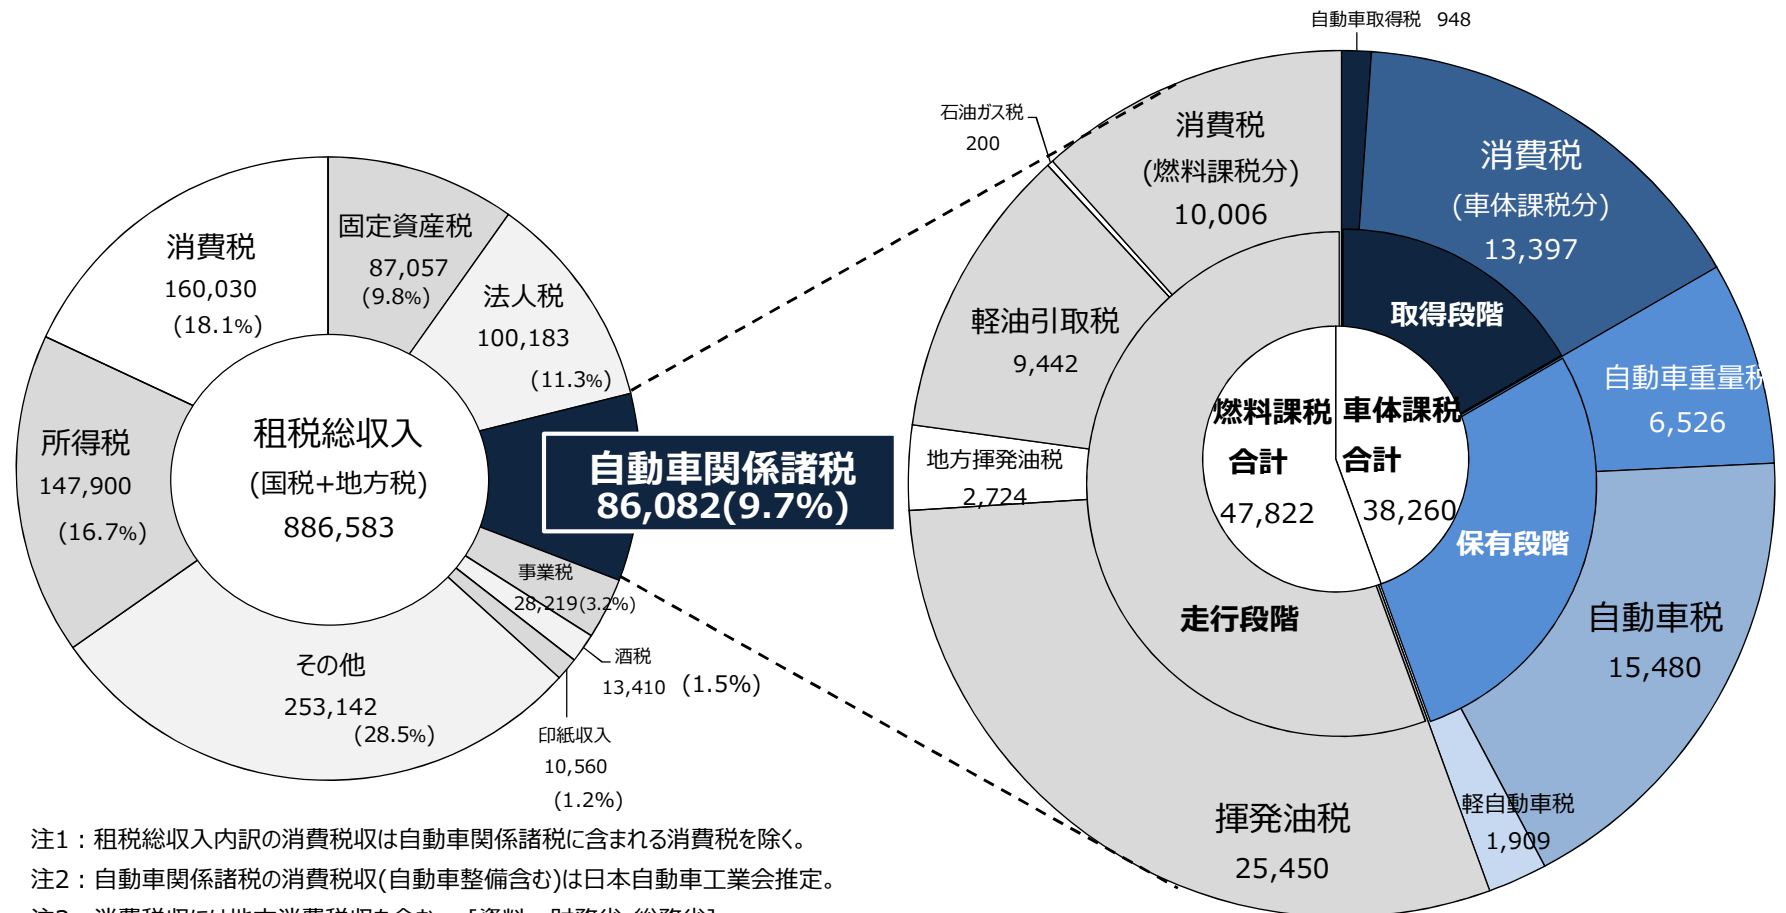 自動車取得税 948
石油ガス税
200
消費税
(燃料課税分)
10,006
消費税
(車体課税分)
13,397
固定資産税
87,057
(9.8%)
消費税
160,030
(18.1%)
法人税
100,183
(11.3%)
軽油引取税
9,442
取得段階
自動車重量税
6,526
所得税
147,900
(16.7%)
租税総収入
(国税+地方税)
886,583
自動車関係諸税
86,082(9.7%)
地方揮発油税
2,724
燃料課税
合計
47,822
車体課税
合計
38,260
保有段階
走行段階
自動車税
15,480
事業税
28,219(3.2%)
酒税
13,410 (1.5%)
その他
253,142
(28.5%)
印紙収入
10,560
(1.2%)
揮発油税
25,450
軽自動車税
1,909
注1：租税総収入内訳の消費税収は自動車関係諸税に含まれる消費税を除く。
注2：自動車関係諸税の消費税収(自動車整備含む)は日本自動車工業会推定。